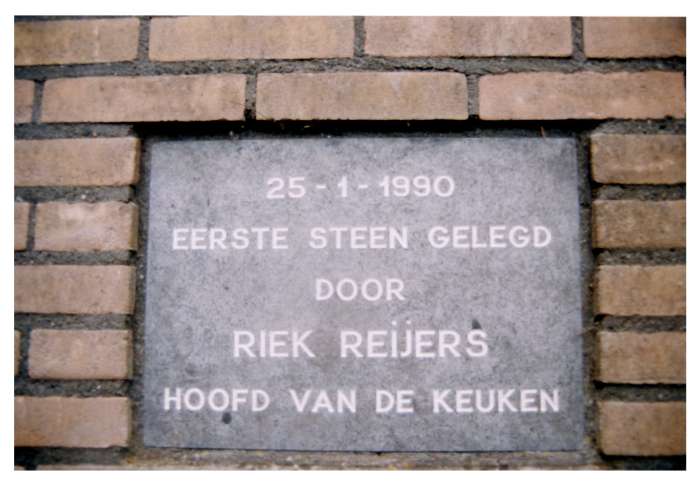 25-1-1990
EERSTE STEEN GELEGD
DOOR
RIEK REIJERS
HOOFD VAN DE KEUKEN